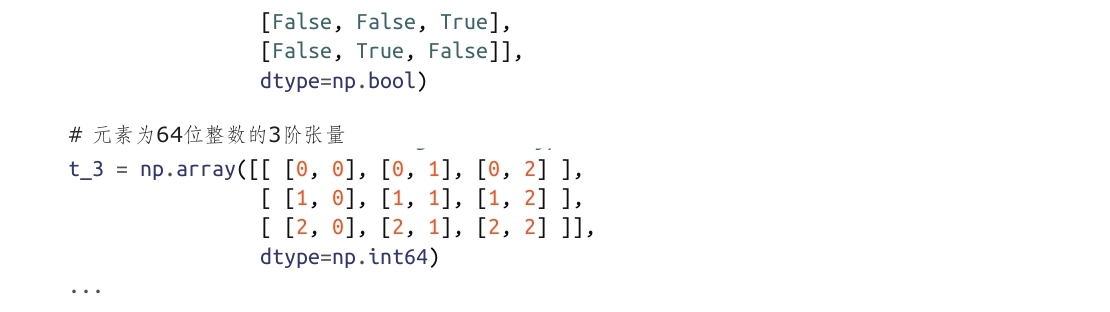 [False, False, True],
[False, True, False]],
dtype=np.bool)
# 元素为64位整数的3阶张量
t_3 = np.array([[ [0, 0], [0, 1], [0, 2] ],
[ [1, 0], [1, 1], [1, 2] ],
[ [2, 0], [2, 1], [2, 2] ]],
dtype=np.int64)
...